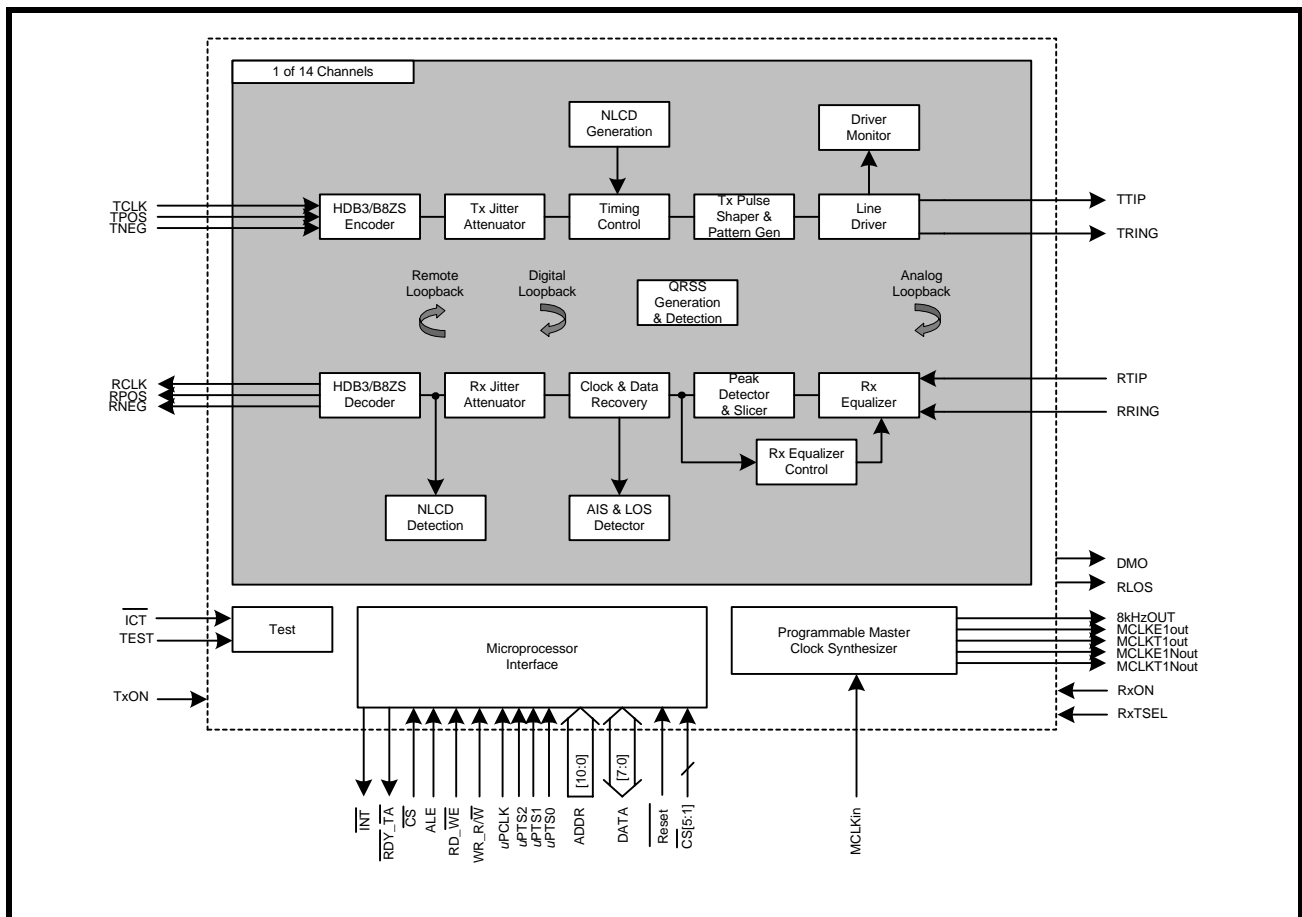 1 of 14 Channels
NLCD
Generation
Driver
Monitor
TCLK
TPOS
TNEG
HDB3/B8ZS
Encoder
Tx Jitter
Attenuator
Timing
Control
Tx Pulse
Shaper &
Pattern Gen
Line
Driver
TTIP
TRING
Remote
Loopback
Digital
Loopback
QRSS
Generation
& Detection
Analog
Loopback
RCLK
RPOS
RNEG
HDB3/B8ZS
Decoder
Rx Jitter
Attenuator
Clock & Data
Recovery
Peak
Detector
& Slicer
Rx
Equalizer
RTIP
RRING
Rx Equalizer
Control
NLCD
Detection
AIS & LOS
Detector
DMO
RLOS
ICT
TEST
Test
Microprocessor
Interface
Programmable Master
Clock Synthesizer
8kHzOUT
MCLKE1out
MCLKT1out
MCLKE1Nout
MCLKT1Nout
TxON
RxON
RxTSEL
INT
RDY_TA
CS
ALE
RD_WE
WR_R/W
uPCLK
uPTS2
uPTS1
uPTS0
[10:0]
ADDR
[7:0]
DATA
Reset
CS[5:1]
MCLKin